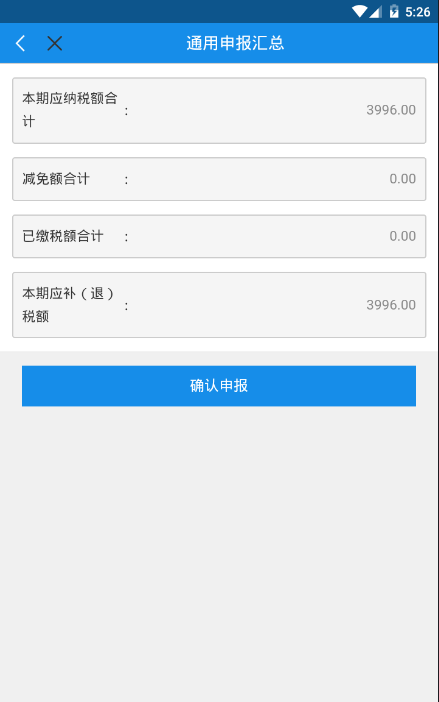 5:26
通用申报汇总
本期应纳税额合
计
:
3996.00
减免额合计 : 0.00
已缴税额合计 : 0.00
本期应补（退）
税额
:
3996.00
确认申报